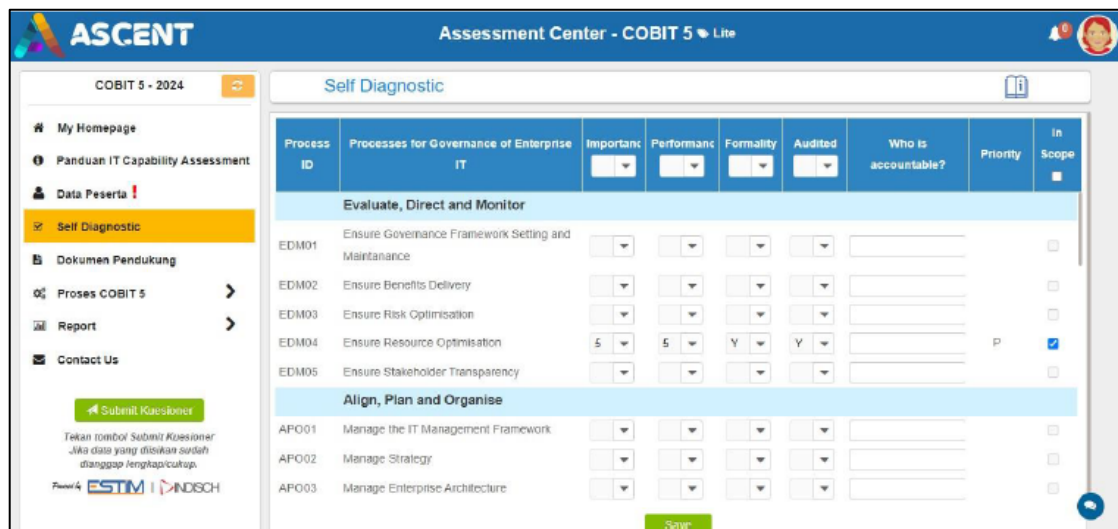 ASCENT
Assessment Center - COBIT 5 Lite
0
COBIT 5 - 2024
My Homepage
Panduan IT Capability Assessment
Data Peserta !
Self Diagnostic
Dokumen Pendukung
Proses COBIT 5
Report
Contact Us
Submit Kuesioner
Tekan tombol Submit Kuesioner
Jika data yang diisikan sudah
dianggap lengkap/cukup.
Powered by ESTIM | INDISCH
Self Diagnostic
Process ID
Processes for Governance of Enterprise IT
Importanc
Performanc
Formality
Audited
Who is accountable?
Priority
In Scope
Evaluate, Direct and Monitor
EDM01 Ensure Governance Framework Setting and
Maintanance
EDM02 Ensure Benefits Delivery
EDM03 Ensure Risk Optimisation
EDM04 Ensure Resource Optimisation 5 5 Y Y P
EDM05 Ensure Stakeholder Transparency
Align, Plan and Organise
APO01 Manage the IT Management Framework
APO02 Manage Strategy
APO03 Manage Enterprise Architecture
Save